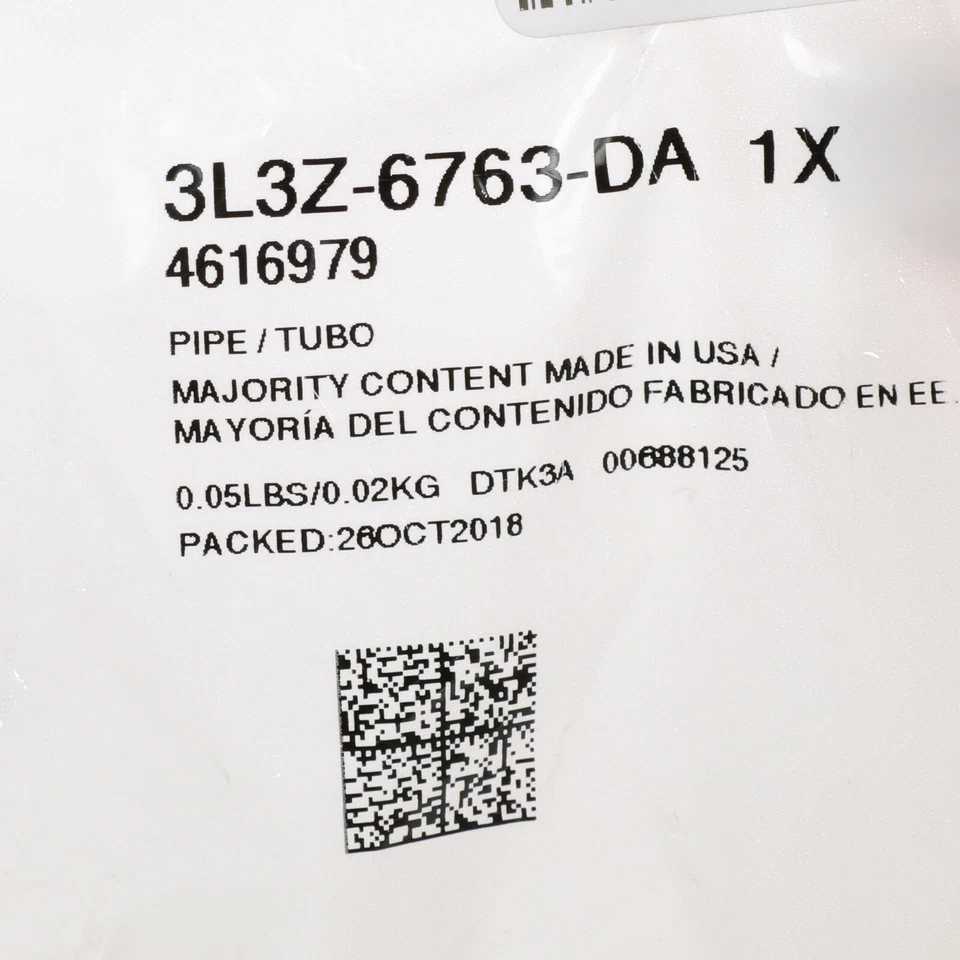 3L3Z-6763-DA 1X
4616979
PIPE / TUBO
MAJORITY CONTENT MADE IN USA /
MAYORÍA DEL CONTENIDO FABRICADO EN EE.
0.05LBS/0.02KG DTK3A 00688125
PACKED:26OCT2018